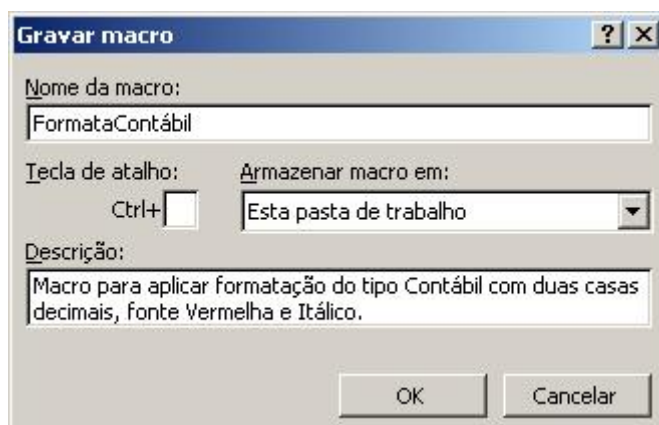 Gravar macro
Nome da macro:
FormataContábil
Tecla de atalho: Armazenar macro em:
Ctrl+ Esta pasta de trabalho
Descrição:
Macro para aplicar formatação do tipo Contábil com duas casas
decimais, fonte Vermelha e Itálico.
OK Cancelar